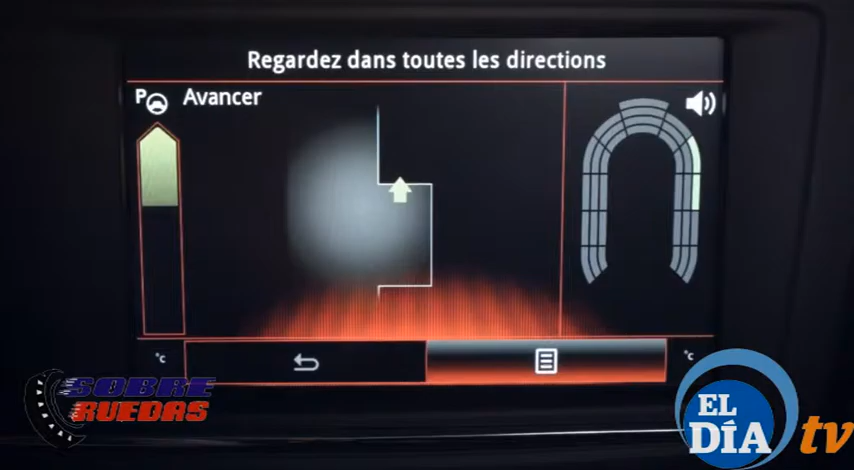 Regardez dans toutes les directions
P Avancer
°c
°c
SOBRE
RUEDAS
EL
DÍA tv